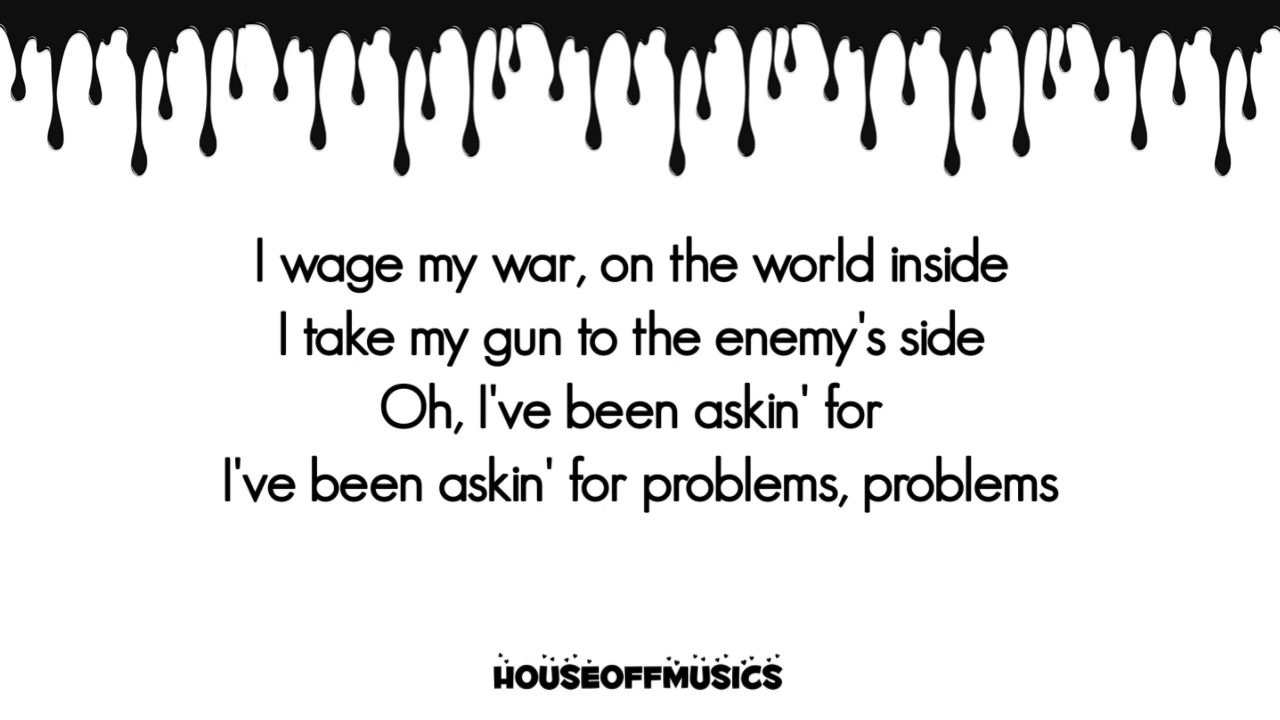 I wage my war, on the world inside
I take my gun to the enemy's side
Oh, I've been askin' for
I've been askin' for problems, problems
HOUSEOFFMUSICS